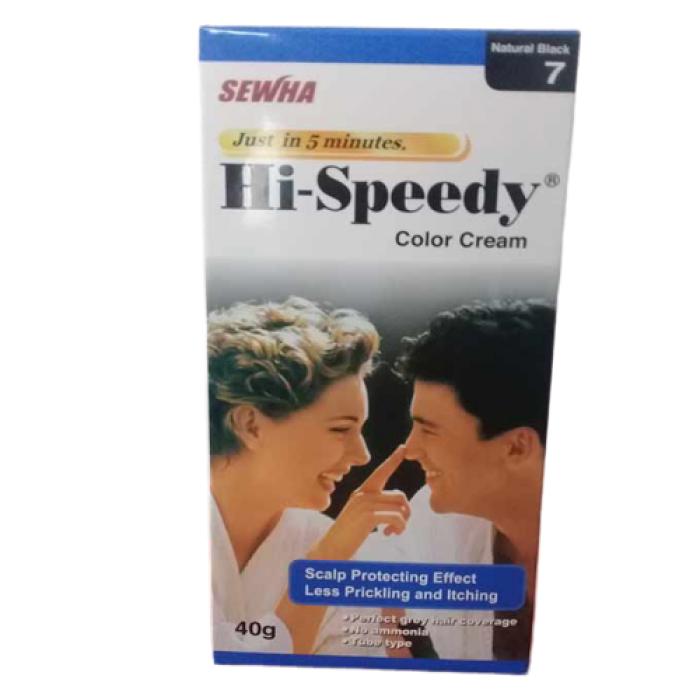 Natural Black
7
SEWHA
Just in 5 minutes.
Hi-Speedy®
Color Cream
Scalp Protecting Effect
Less Prickling and Itching
•Perfect grey hair coverage
•No ammonia
•Tube type
40g